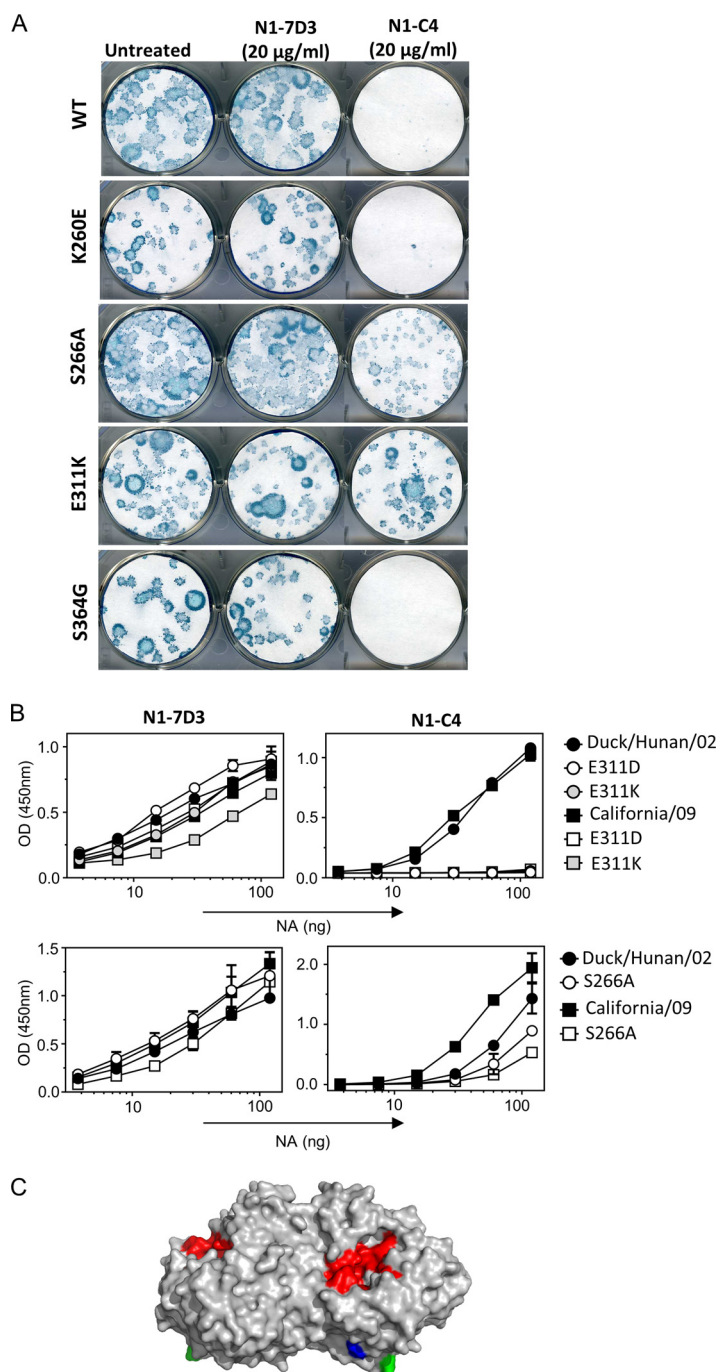 A
Untreated
N1-7D3
(20 µg/ml)
N1-C4
(20 µg/ml)
WT
K260E
S266A
E311K
S364G
B
N1-7D3
N1-C4
OD (450nm)
1.0
0.5
0.0
10
100
1.0
0.5
0.0
10
100
NA (ng)
Duck/Hunan/02
E311D
E311K
California/09
E311D
E311K
OD (450nm)
1.5
1.0
0.5
0.0
10
100
2.0
1.0
0.0
10
100
NA (ng)
Duck/Hunan/02
S266A
California/09
S266A
C